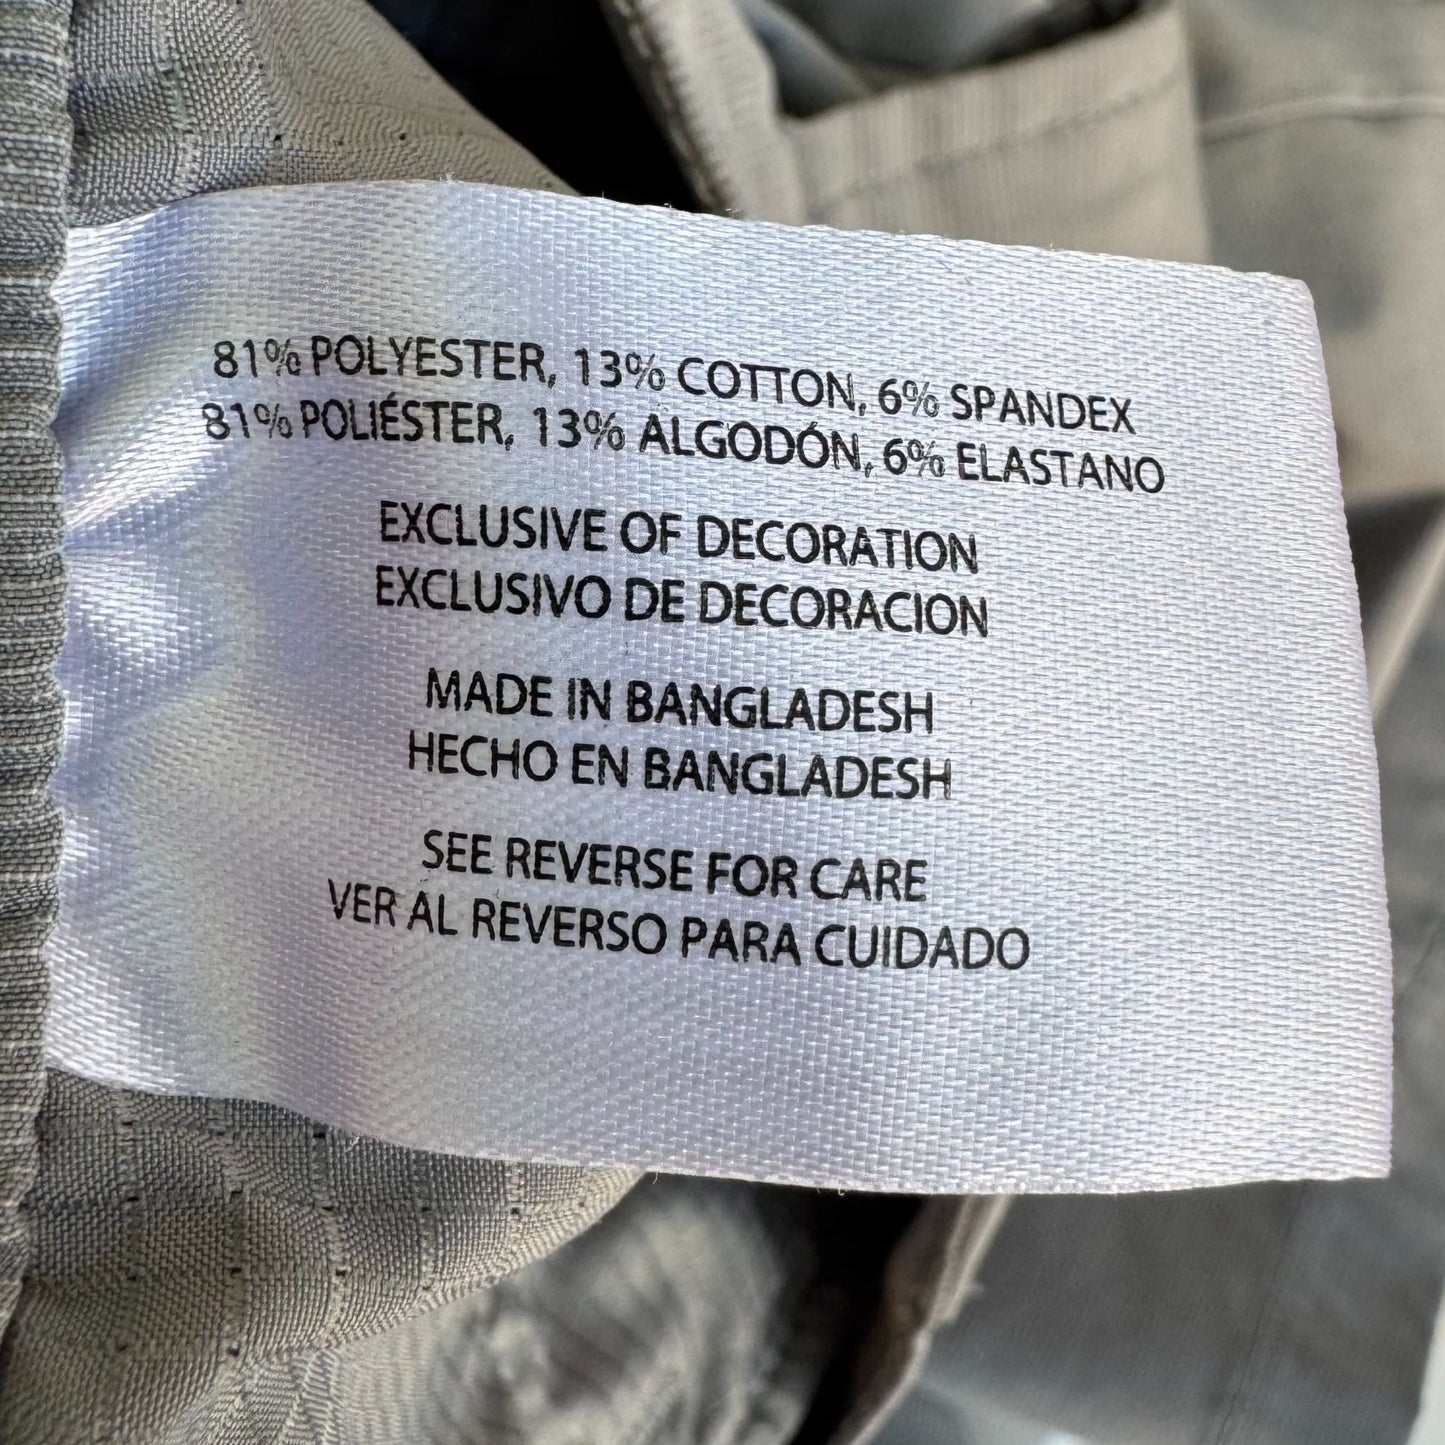 81% POLYESTER, 13% COTTON, 6% SPANDEX
81% POLIÉSTER, 13% ALGODÓN, 6% ELASTANO
EXCLUSIVE OF DECORATION
EXCLUSIVO DE DECORACION
MADE IN BANGLADESH
HECHO EN BANGLADESH
SEE REVERSE FOR CARE
VER AL REVERSO PARA CUIDADO